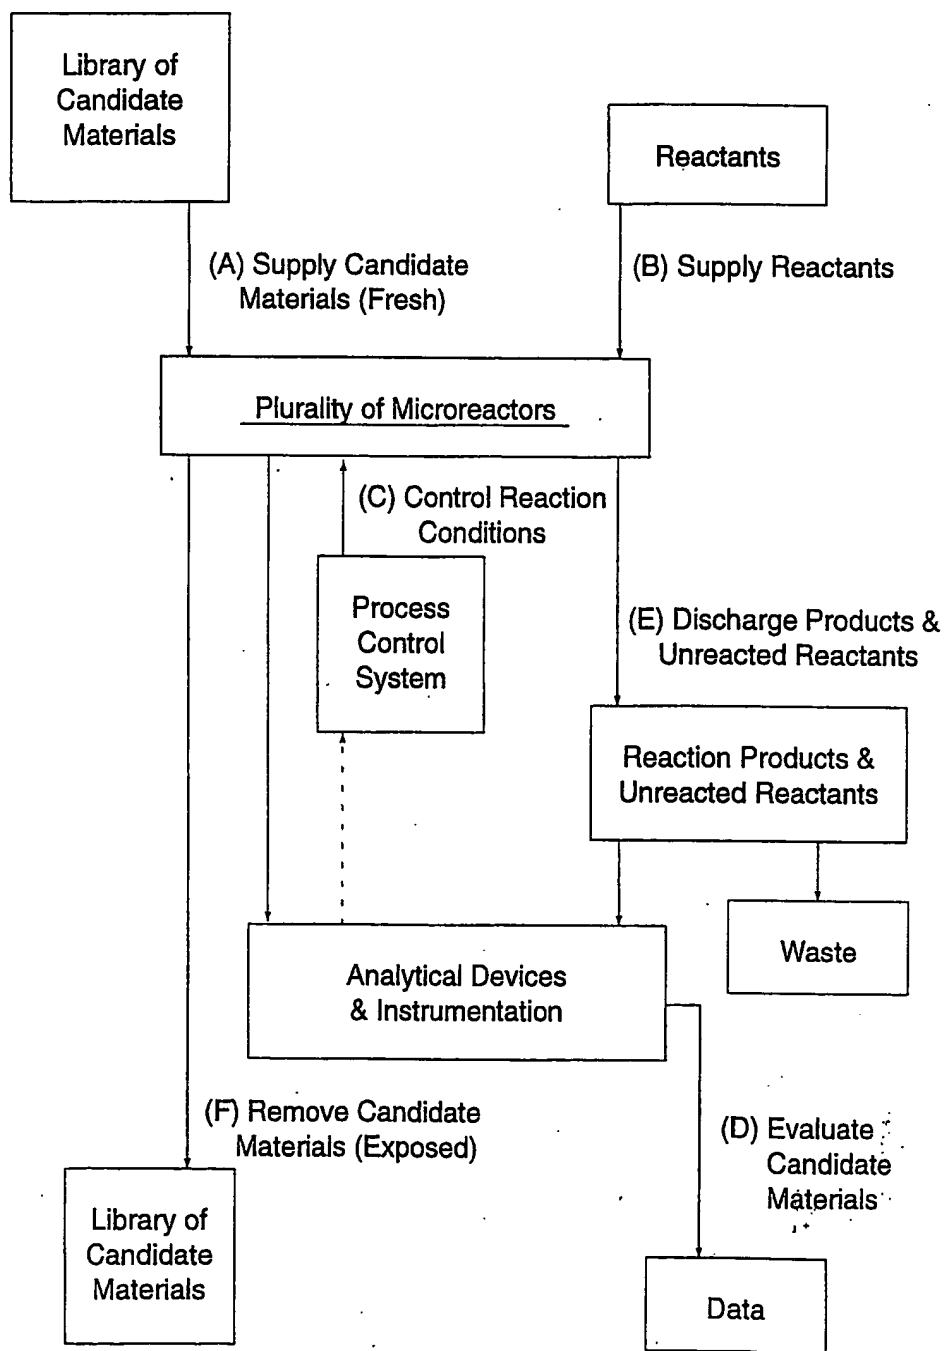 Library of
Candidate
Materials
Reactants
(A) Supply Candidate
Materials (Fresh)
(B) Supply Reactants
Plurality of Microreactors
(C) Control Reaction
Conditions
Process
Control
System
(E) Discharge Products &
Unreacted Reactants
Reaction Products &
Unreacted Reactants
Waste
Analytical Devices
& Instrumentation
(F) Remove Candidate
Materials (Exposed)
(D) Evaluate
Candidate
Materials
Library of
Candidate
Materials
Data